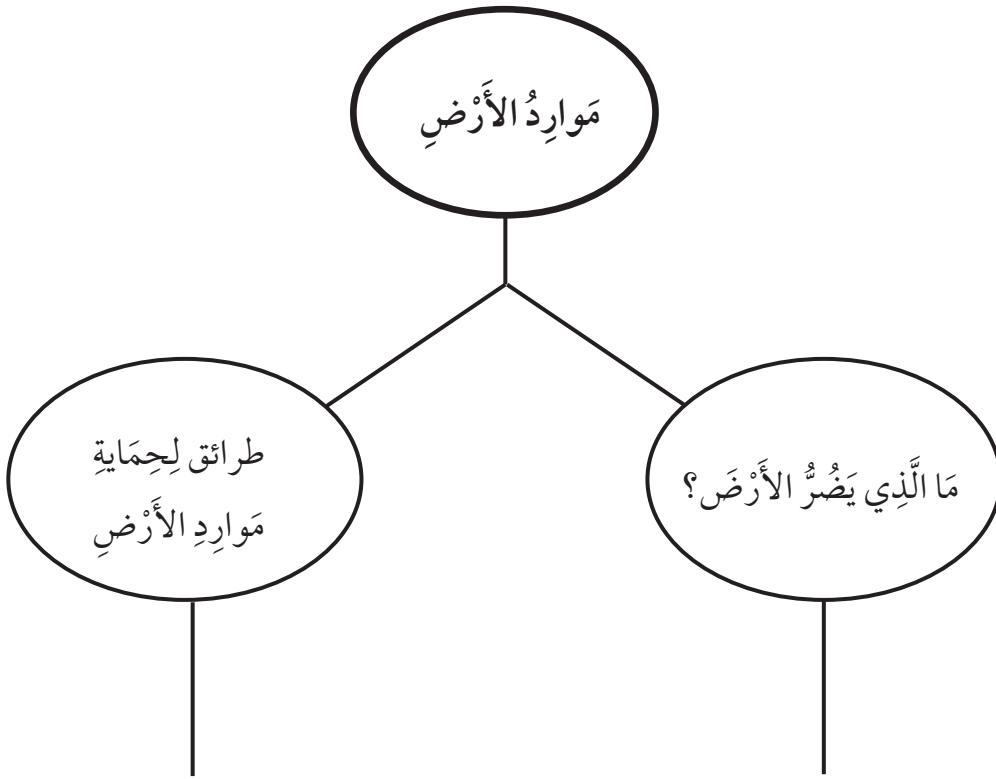 مَوارِدُ الأَرْضِ
مَا الَّذِي يَضُرُّ الأَرْضَ؟
طرائق لِحِمَايةِ
مَوارِدِ الأَرْضِ